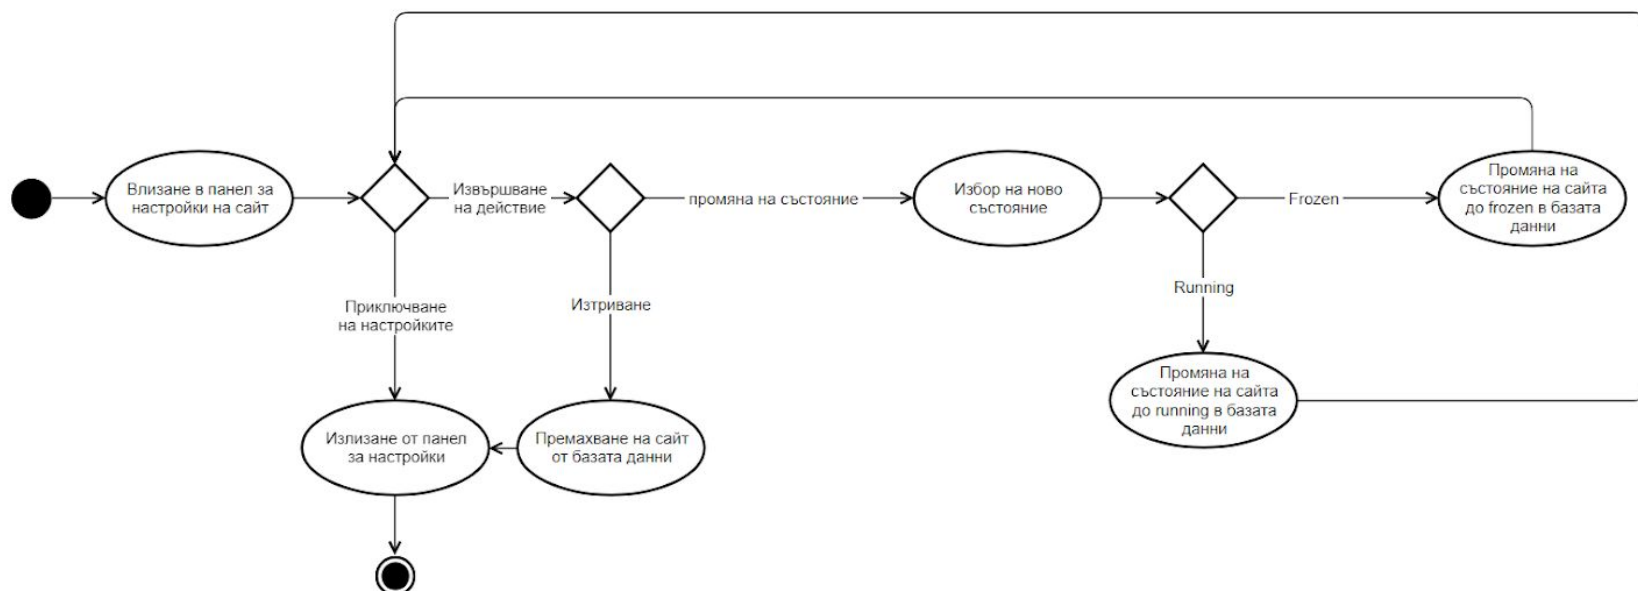 Влизане в панел за
настройки на сайт
Извършване
на действие
промяна на състояние
Избор на ново
състояние
Frozen
Промяна на
състояние на сайта
до frozen в базата
данни
Приключване
на настройките
Изтриване
Running
Промяна на
състояние на сайта
до running в базата
данни
Излизане от панел
за настройки
Премахване на сайт
от базата данни